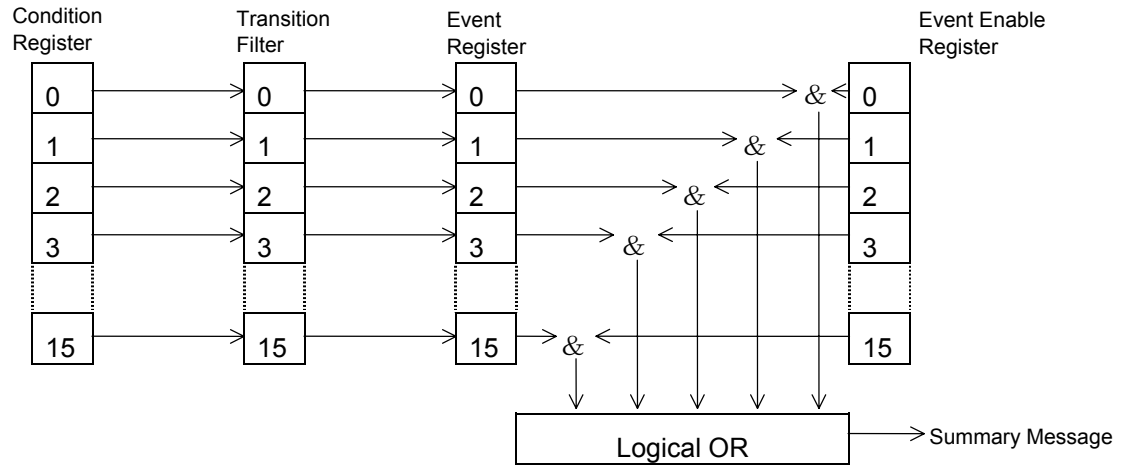 Condition
Register
Transition
Filter
Event
Register
Event Enable
Register
0 0 0 & 0
1 1 1 & 1
2 2 2 & 2
3 3 3 & 3
15 15 15 & 15
Logical OR
Summary Message